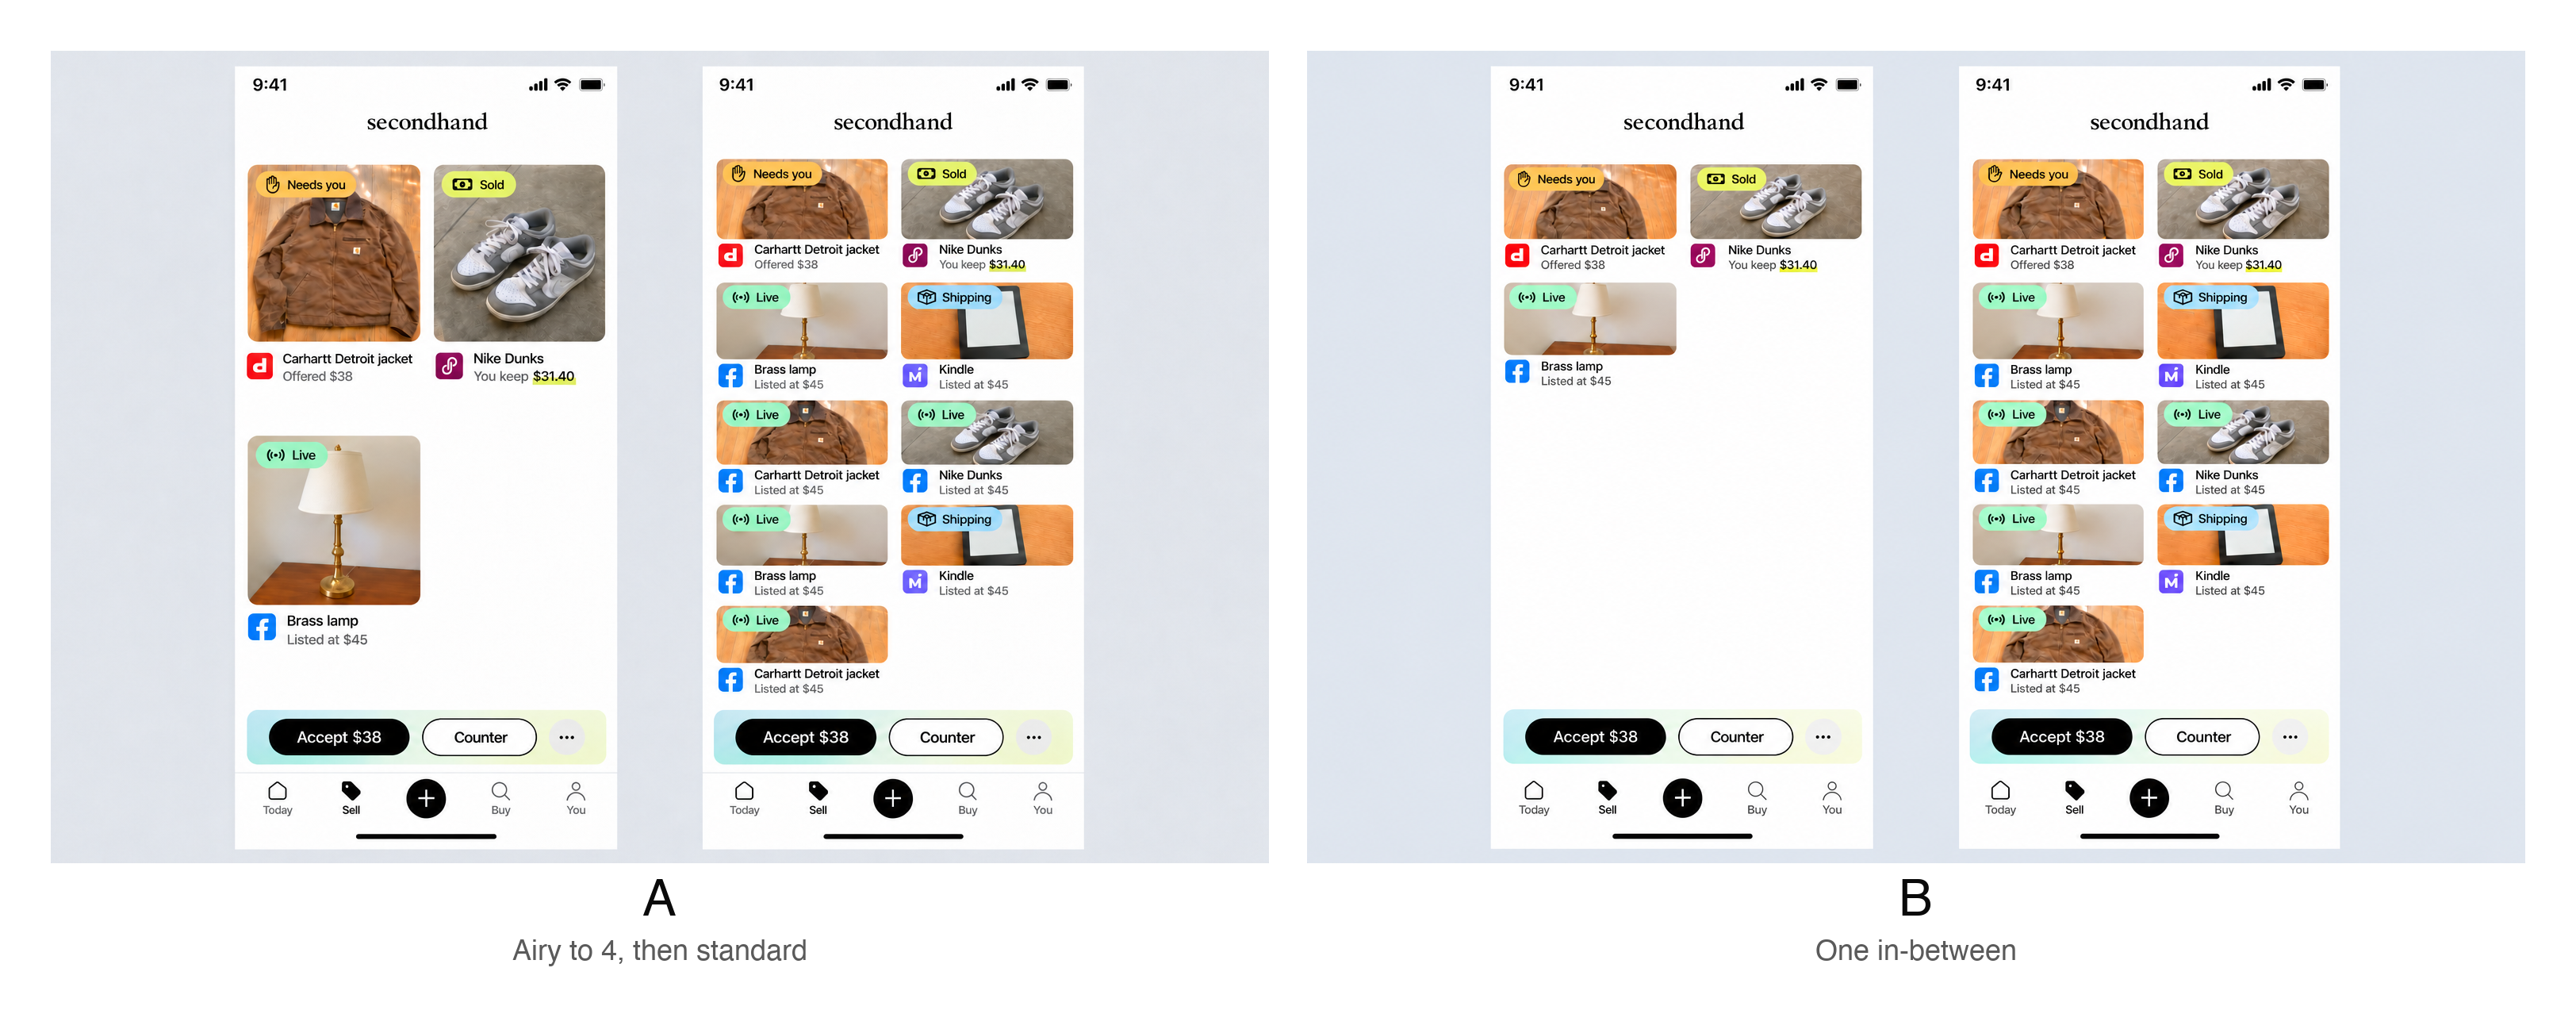 9:41
secondhand
Needs you
Sold
Carhartt Detroit jacket
Offered $38
Nike Dunks
You keep $31.40
Live
Brass lamp
Listed at $45
Accept $38
Counter
Today
Sell
Buy
You
9:41
secondhand
Needs you
Sold
Carhartt Detroit jacket
Offered $38
Nike Dunks
You keep $31.40
Live
Shipping
Brass lamp
Listed at $45
Kindle
Listed at $45
Live
Live
Carhartt Detroit jacket
Listed at $45
Nike Dunks
Listed at $45
Live
Shipping
Brass lamp
Listed at $45
Kindle
Listed at $45
Live
Carhartt Detroit jacket
Listed at $45
Accept $38
Counter
Today
Sell
Buy
You
A
Airy to 4, then standard
9:41
secondhand
Needs you
Sold
Carhartt Detroit jacket
Offered $38
Nike Dunks
You keep $31.40
Live
Brass lamp
Listed at $45
Accept $38
Counter
Today
Sell
Buy
You
9:41
secondhand
Needs you
Sold
Carhartt Detroit jacket
Offered $38
Nike Dunks
You keep $31.40
Live
Shipping
Brass lamp
Listed at $45
Kindle
Listed at $45
Live
Live
Carhartt Detroit jacket
Listed at $45
Nike Dunks
Listed at $45
Live
Shipping
Brass lamp
Listed at $45
Kindle
Listed at $45
Live
Carhartt Detroit jacket
Listed at $45
Accept $38
Counter
Today
Sell
Buy
You
B
One in-between